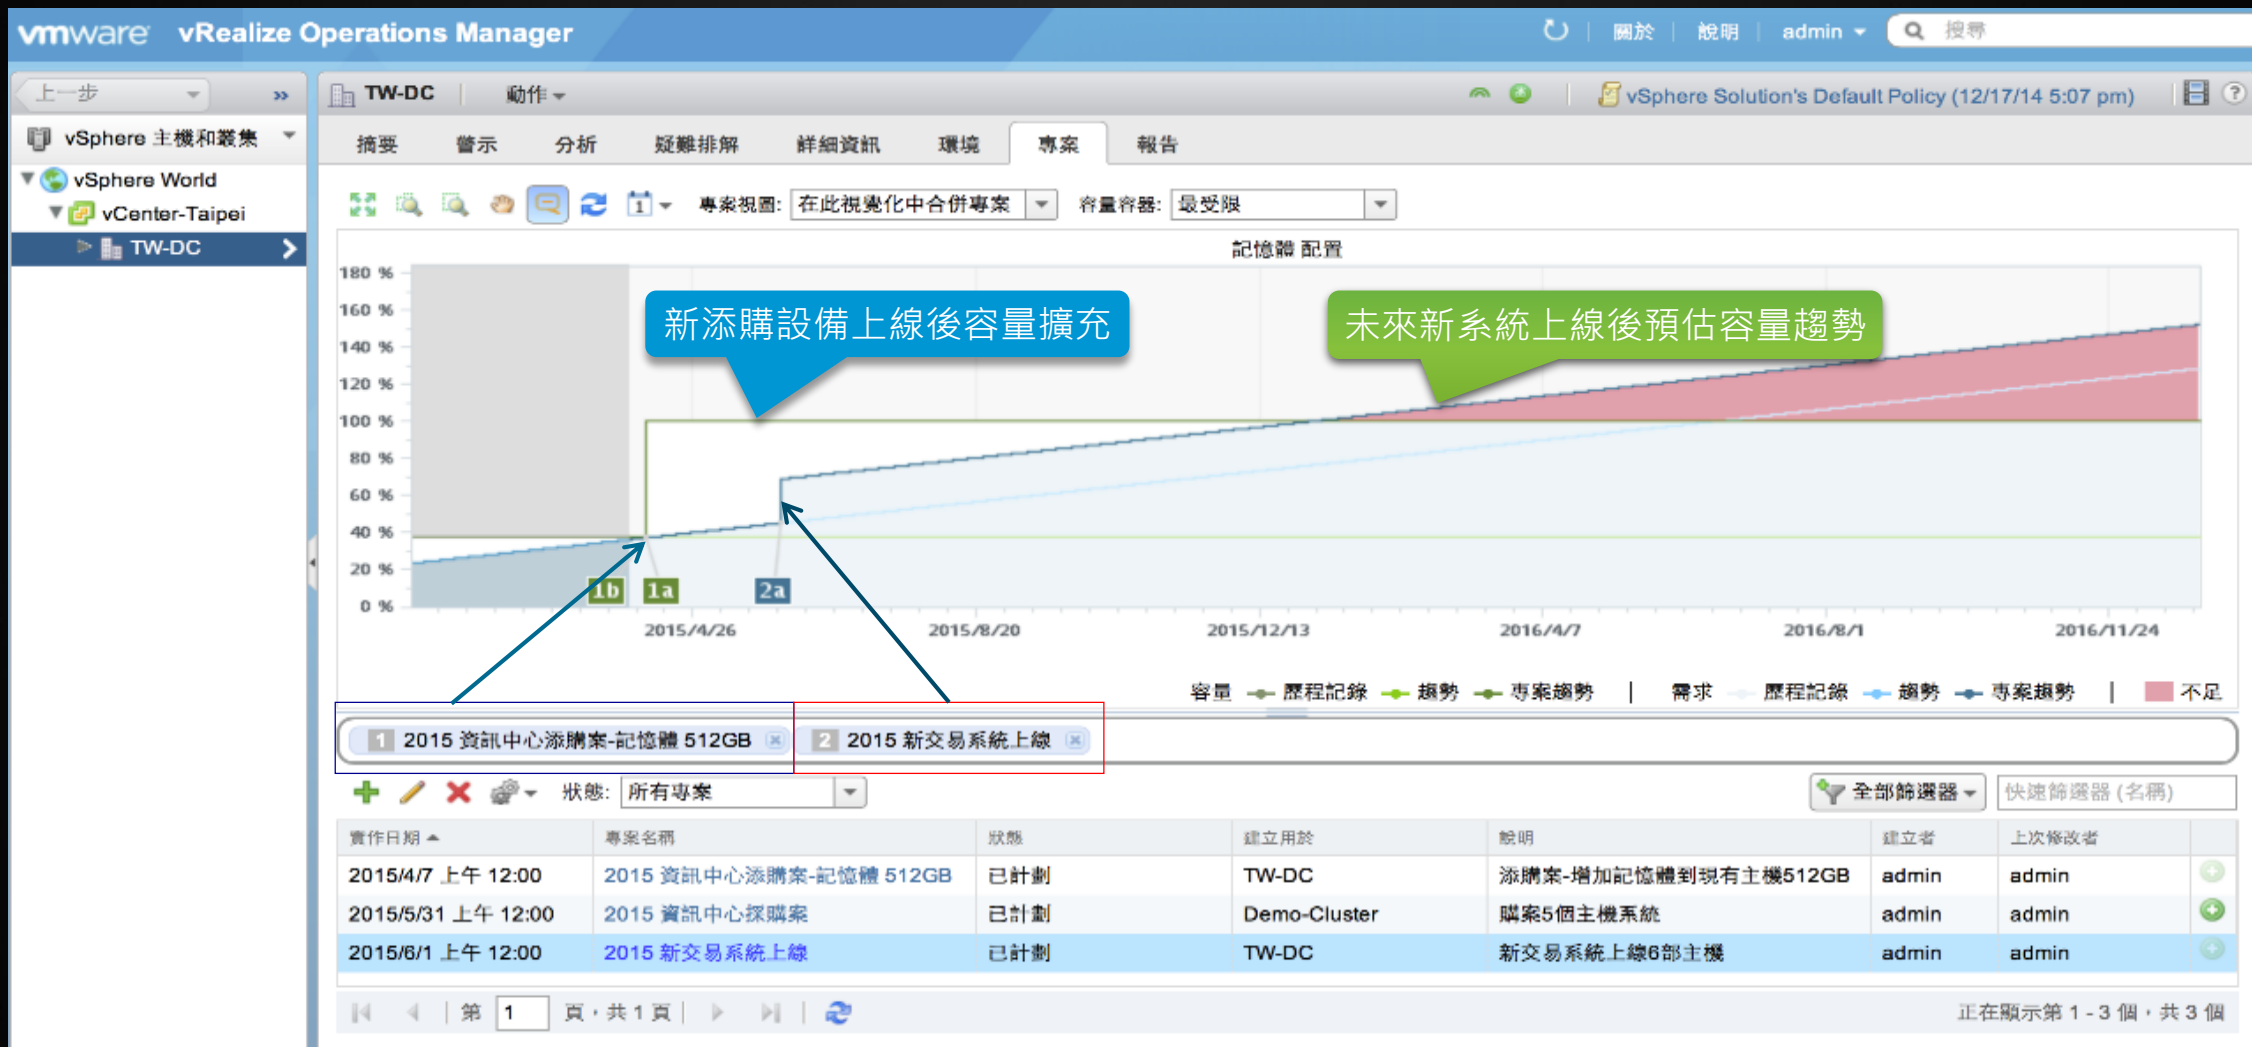 vmware vRealize Operations Manager 關於 說明 admin 搜尋
上一步 TW-DC 動作 vSphere Solution's Default Policy (12/17/14 5:07 pm)
vSphere 主機和叢集
vSphere World
vCenter-Taipei
TW-DC
摘要 警示 分析 疑難排解 詳細資訊 環境 專案 報告
專案視圖: 在此視覺化中合併專案 容量容器: 最受限
記憶體 配置
180 %
160 %
140 %
120 %
100 %
80 %
60 %
40 %
20 %
0 %
新添購設備上線後容量擴充
未來新系統上線後預估容量趨勢
1b 1a 2a
2015/4/26 2015/8/20 2015/12/13 2016/4/7 2016/8/1 2016/11/24
容量 歷程記錄 趨勢 專案趨勢 | 需求 歷程記錄 趨勢 專案趨勢 | 不足
1 2015 資訊中心添購案-記憶體 512GB 2 2015 新交易系統上線
狀態: 所有專案 全部篩選器 快速篩選器 (名稱)
實作日期 專案名稱 狀態 建立用於 說明 建立者 上次修改者
2015/4/7 上午 12:00 2015 資訊中心添購案-記憶體 512GB 已計劃 TW-DC 添購案-增加記憶體到現有主機512GB admin admin
2015/5/31 上午 12:00 2015 資訊中心採購案 已計劃 Demo-Cluster 購案5個主機系統 admin admin
2015/6/1 上午 12:00 2015 新交易系統上線 已計劃 TW-DC 新交易系統上線6部主機 admin admin
第 1 頁，共 1 頁 正在顯示第 1 - 3 個，共 3 個